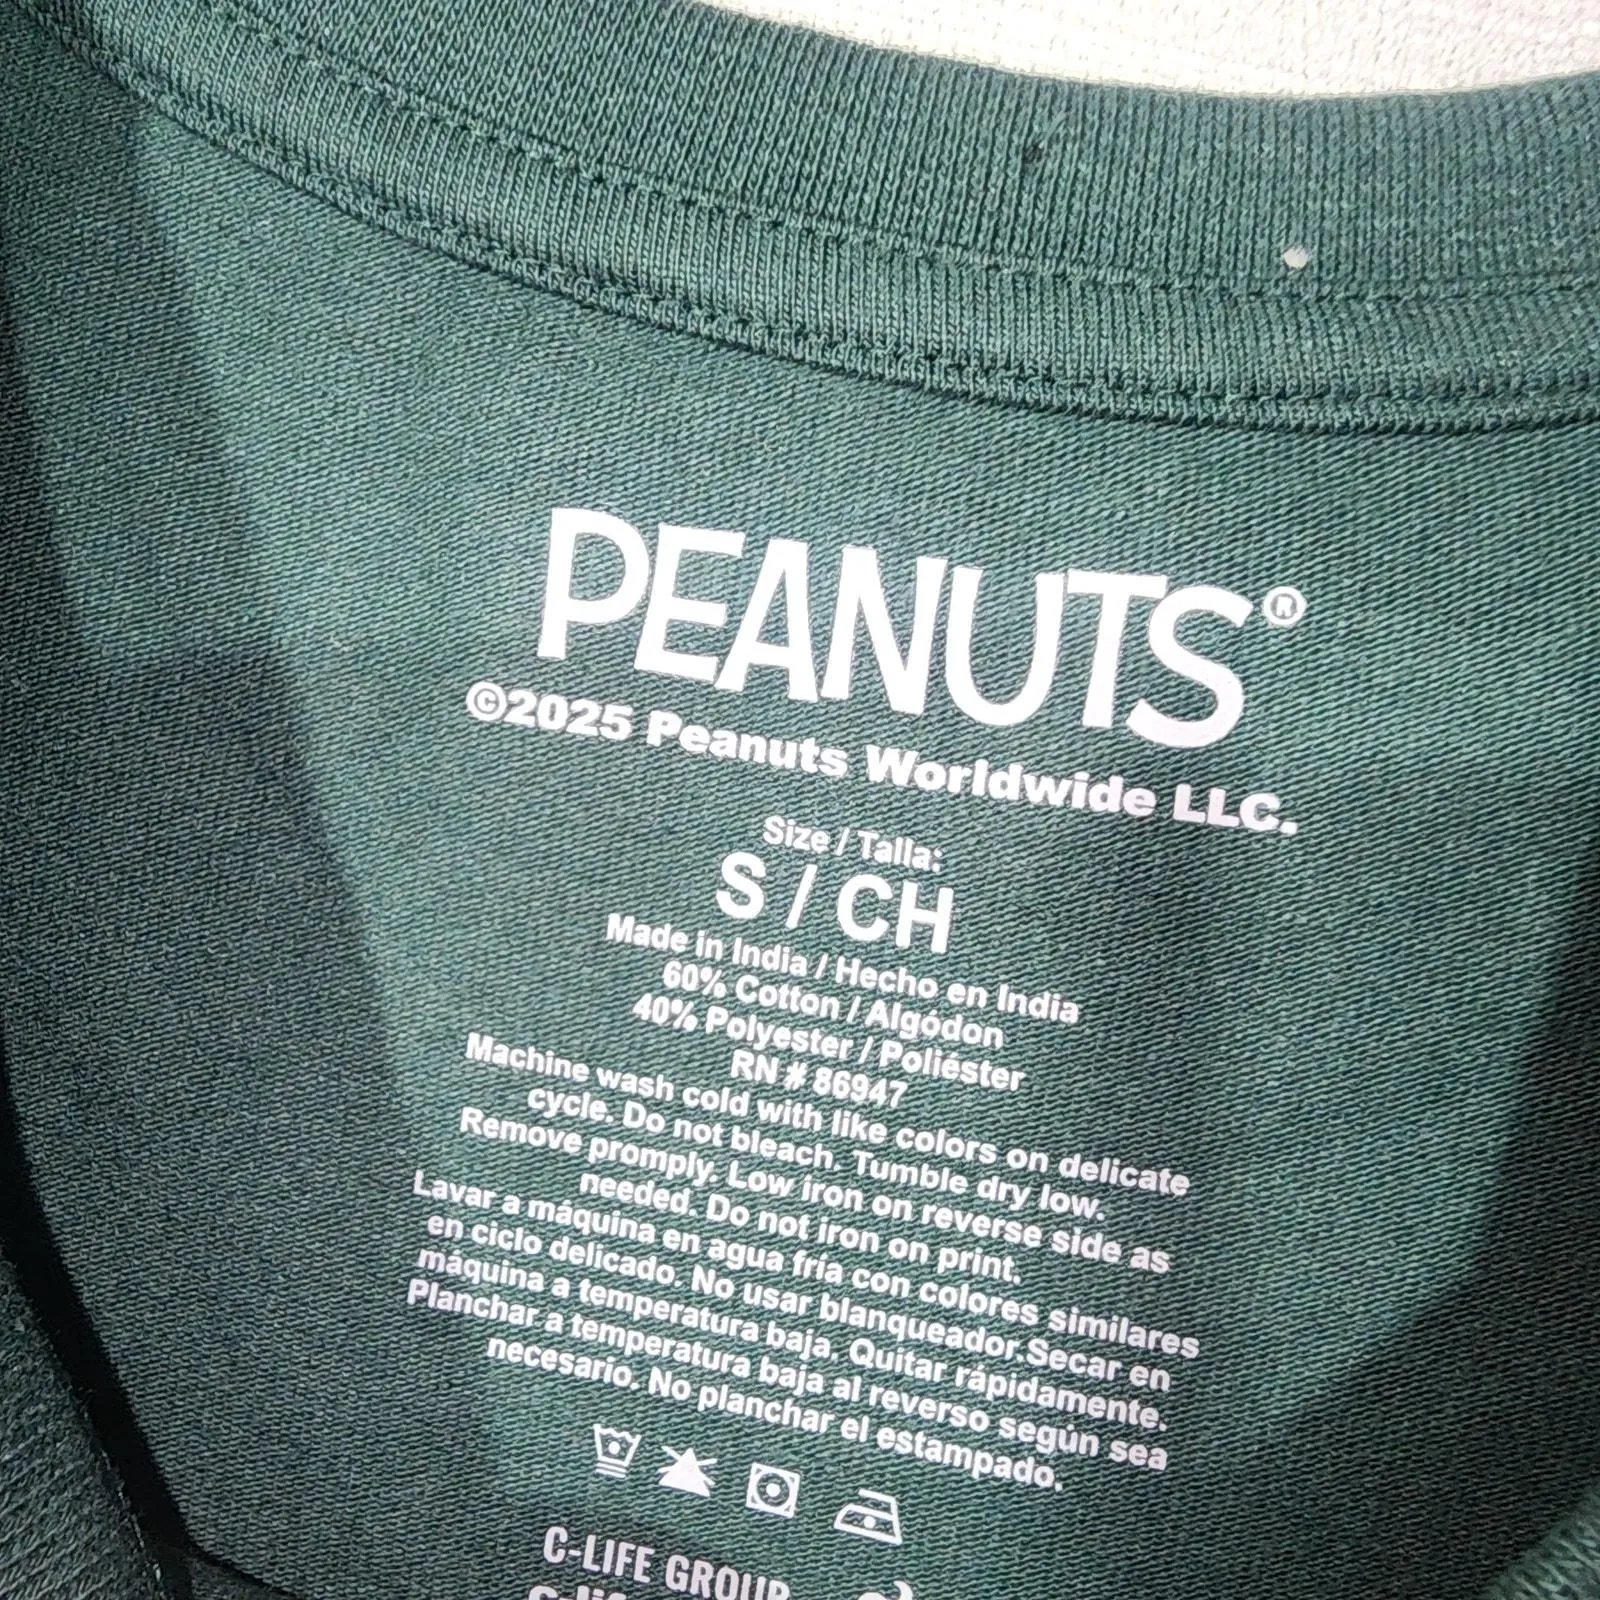 PEANUTS®
©2025 Peanuts Worldwide LLC.
Size / Talla:
S / CH
Made in India / Hecho en India
60% Cotton / Algódon
40% Polyester / Poliéster
RN # 86947
Machine wash cold with like colors on delicate
cycle. Do not bleach. Tumble dry low.
Remove promply. Low iron on reverse side as
needed. Do not iron on print.
Lavar a máquina en agua fría con colores similares
en ciclo delicado. No usar blanqueador.Secar en
máquina a temperatura baja. Quitar rápidamente.
Planchar a temperatura baja al reverso según sea
necesario. No planchar el estampado.
C-LIFE GROUP